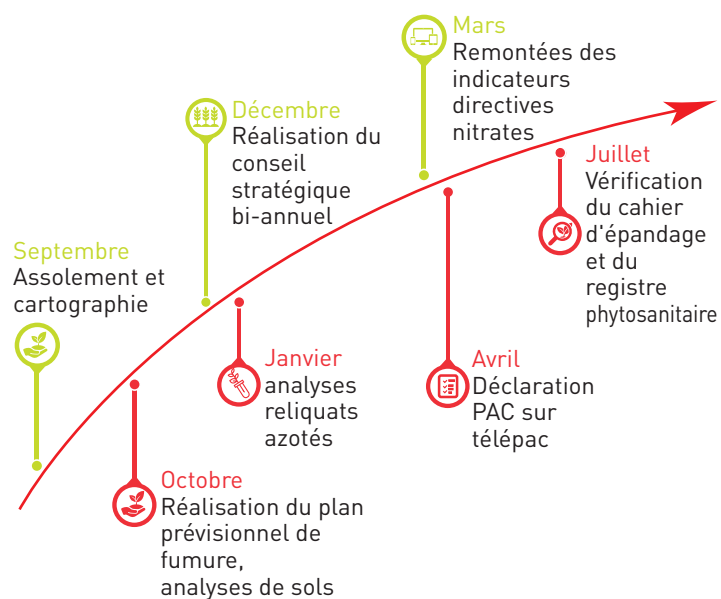 Septembre
Assolement et
cartographie
Octobre
Réalisation du plan
prévisionnel de
fumure,
analyses de sols
Décembre
Réalisation du
conseil
stratégique
bi-annuel
Janvier
analyses
reliquats
azotés
Mars
Remontées des
indicateurs
directives
nitrates
Avril
Déclaration
PAC sur
télépac
Juillet
Vérification
du cahier
d'épandage
et du
registre
phytosanitaire